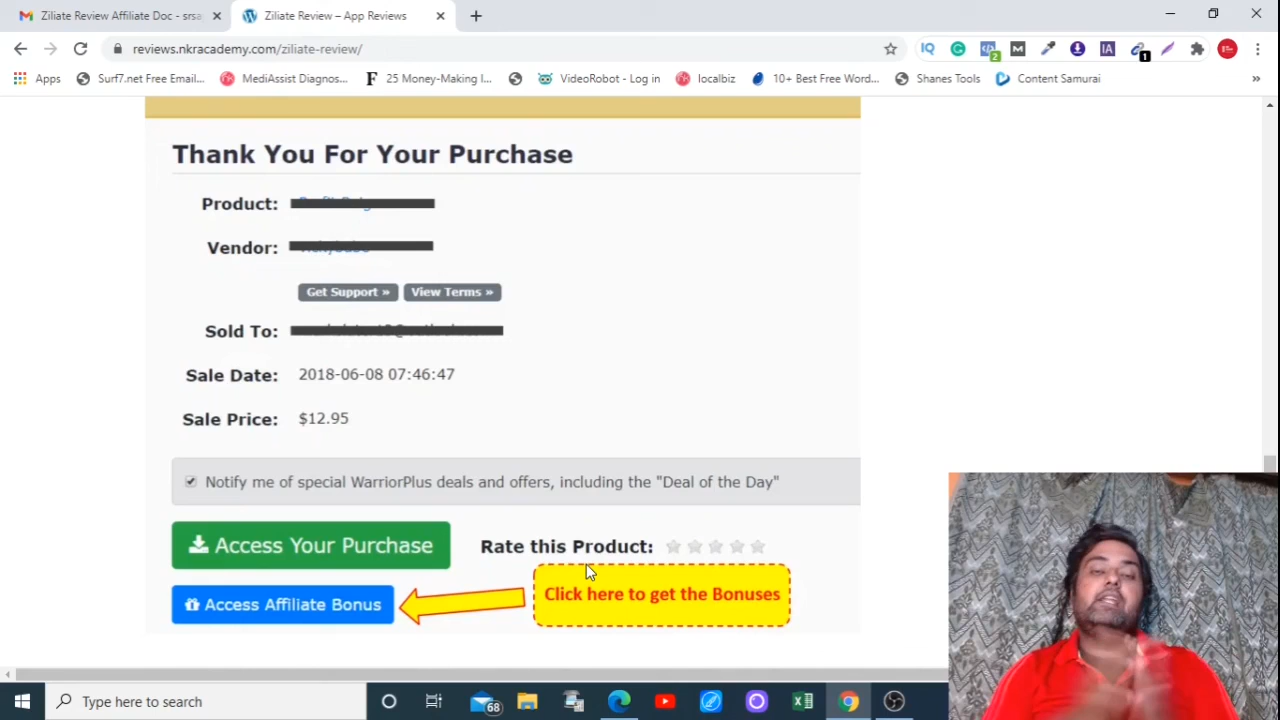 Ziliate Review Affiliate Doc - srsa
Ziliate Review – App Reviews
reviews.nkracademy.com/ziliate-review/
IQ
2
M
IA
1
Apps
Surf7.net Free Email...
MediAssist Diagnos...
F
25 Money-Making I...
VideoRobot - Log in
localbiz
10+ Best Free Word...
Shanes Tools
Content Samurai
»
Thank You For Your Purchase
Product:
Vendor:
Get Support »
View Terms »
Sold To:
Sale Date: 2018-06-08 07:46:47
Sale Price: $12.95
Notify me of special WarriorPlus deals and offers, including the "Deal of the Day"
Access Your Purchase
Rate this Product:
Access Affiliate Bonus
Click here to get the Bonuses
Type here to search
68